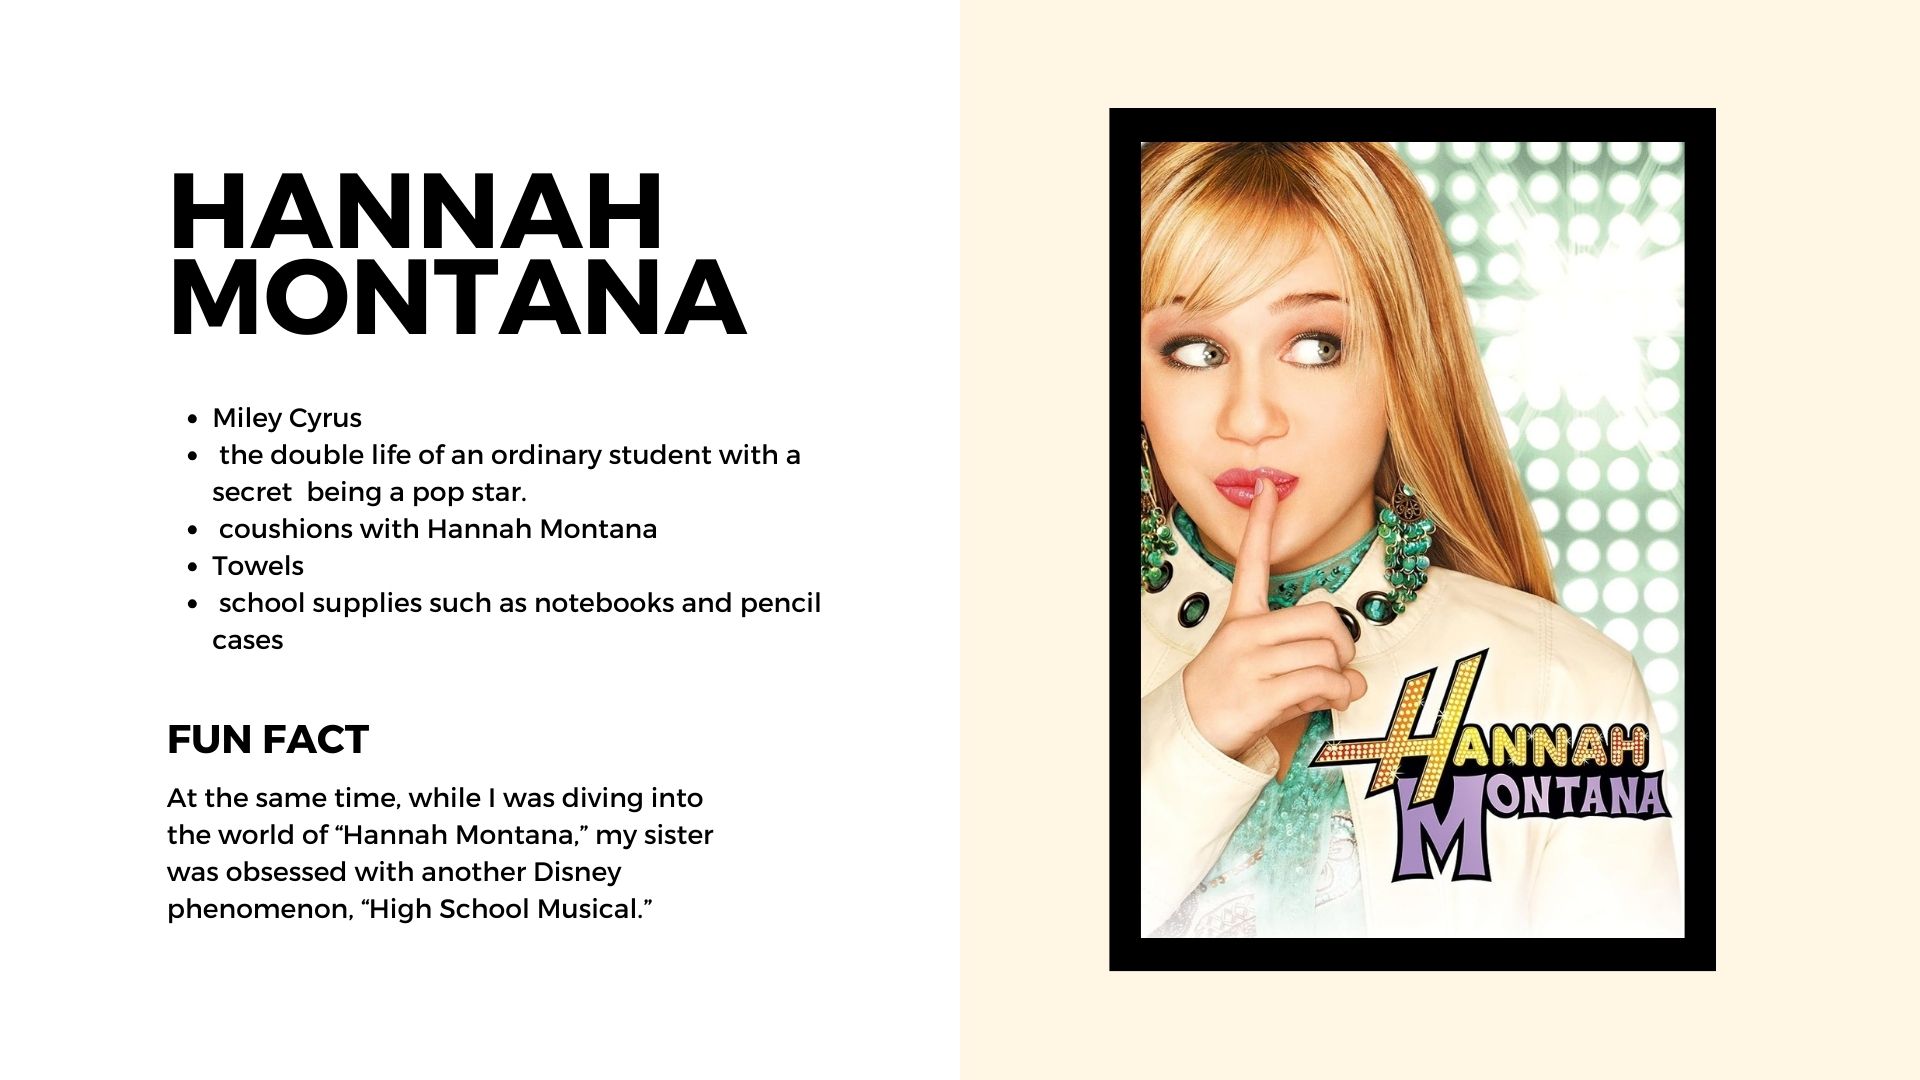 HANNAH
MONTANA
• Miley Cyrus
• the double life of an ordinary student with a
secret  being a pop star.
• coushions with Hannah Montana
• Towels
• school supplies such as notebooks and pencil
cases
FUN FACT
At the same time, while I was diving into
the world of “Hannah Montana,” my sister
was obsessed with another Disney
phenomenon, “High School Musical.”
HANNAH
MONTANA